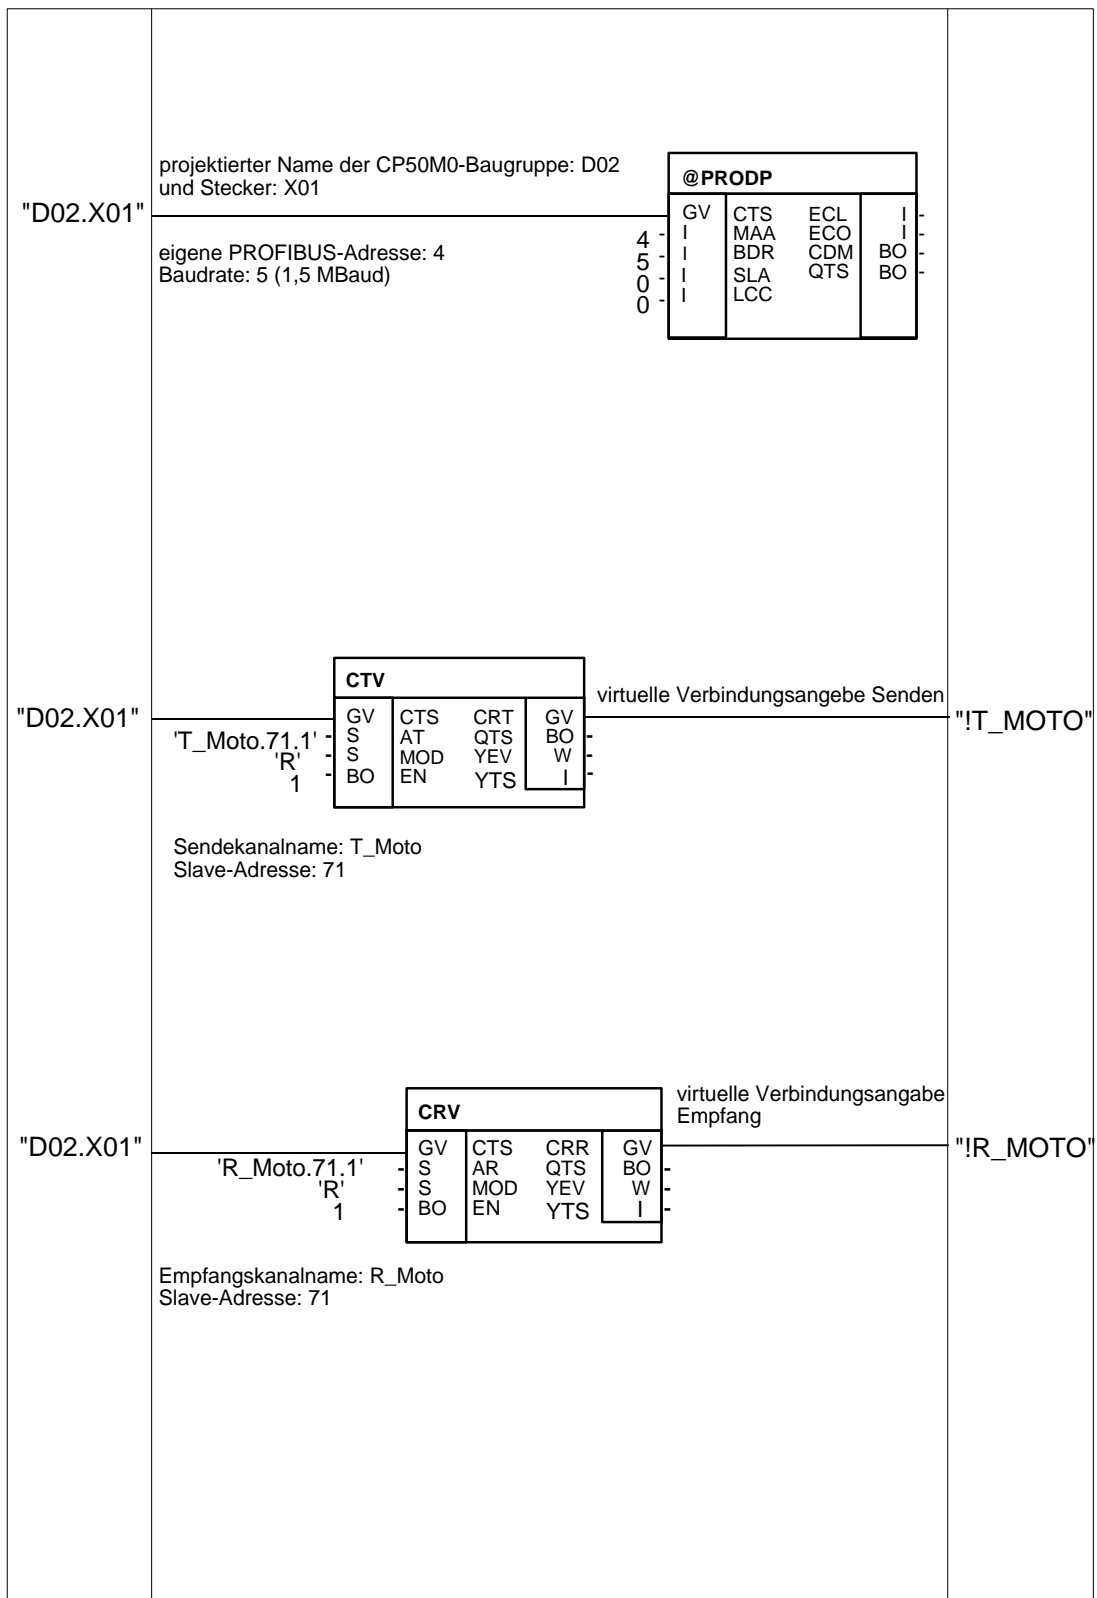 projektierter Name der CP50M0-Baugruppe: D02
und Stecker: X01
"D02.X01"
eigene PROFIBUS-Adresse: 4
Baudrate: 5 (1,5 MBaud)
@PRODP
GV CTS ECL I -
4 - I MAA ECO I -
5 - I BDR CDM BO -
0 - I SLA QTS BO -
0 - I LCC
CTV
virtuelle Verbindungsangebe Senden
"D02.X01"
"!T_MOTO"
GV CTS CRT GV
'T_Moto.71.1' - S AT QTS BO -
'R' - S MOD YEV W -
1 - BO EN YTS I -
Sendekanalname: T_Moto
Slave-Adresse: 71
CRV
virtuelle Verbindungsangabe
Empfang
"D02.X01"
"!R_MOTO"
GV CTS CRR GV
'R_Moto.71.1' - S AR QTS BO -
'R' - S MOD YEV W -
1 - BO EN YTS I -
Empfangskanalname: R_Moto
Slave-Adresse: 71